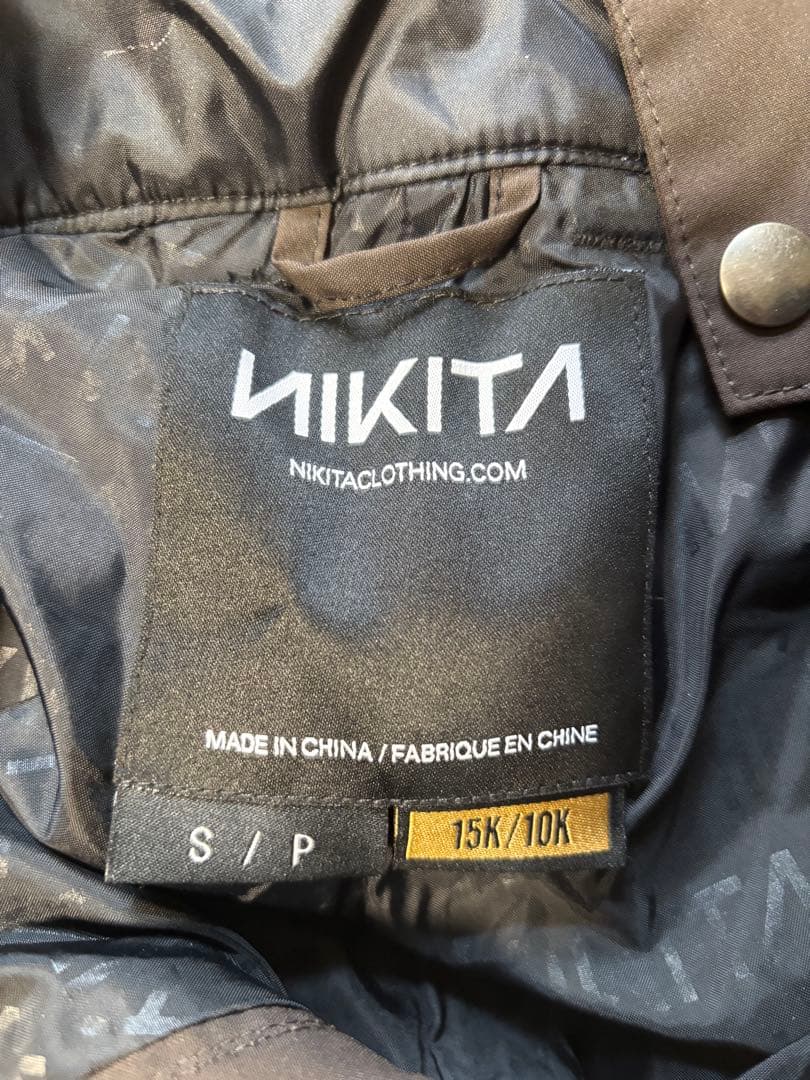 NIKITA
NIKITACLOTHING.COM
MADE IN CHINA / FABRIQUE EN CHINE
S / P
15K/10K